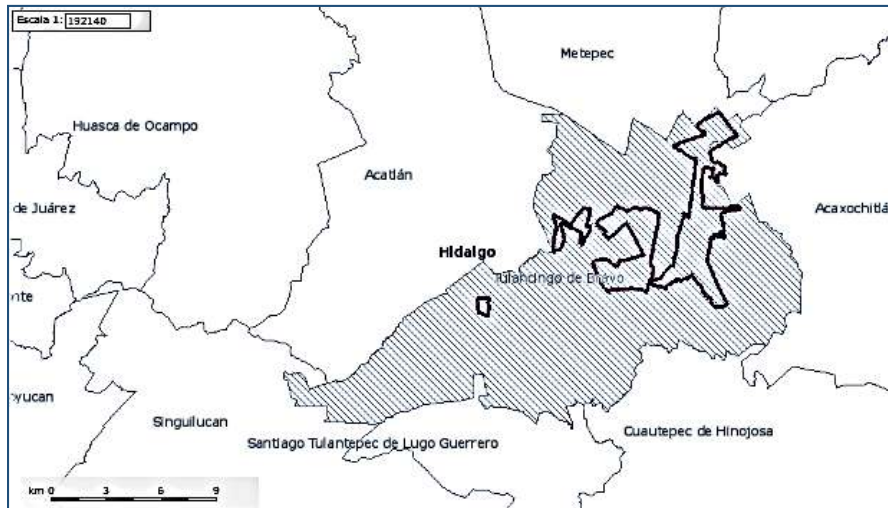 Escala 1: 192140
Metepec
Huasca de Ocampo
Acatlán
de Juárez
Acaxochitlá
Hidalgo
Tulancingo de Bravo
nte
yucan
Singuilucan
Santiago Tulantepec de Lugo Guerrero
Cuautepec de Hinojosa
km 0 3 6 9